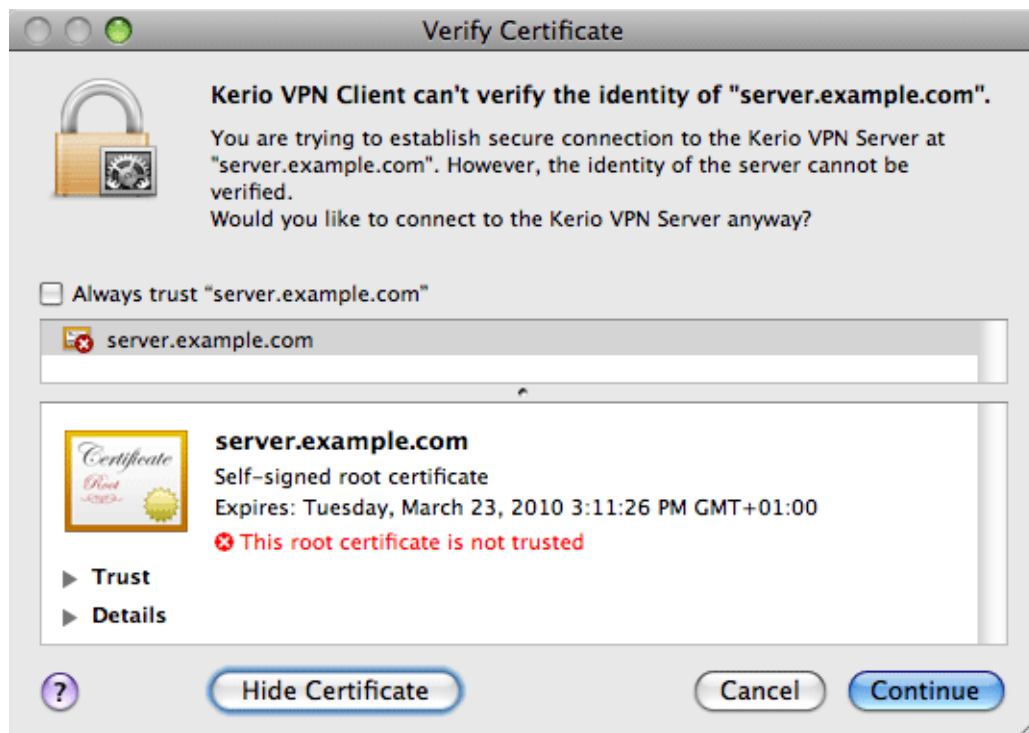 Verify Certificate
Kerio VPN Client can't verify the identity of "server.example.com".
You are trying to establish secure connection to the Kerio VPN Server at
"server.example.com". However, the identity of the server cannot be
verified.
Would you like to connect to the Kerio VPN Server anyway?
Always trust “server.example.com”
server.example.com
Certificate
Root
server.example.com
Self-signed root certificate
Expires: Tuesday, March 23, 2010 3:11:26 PM GMT+01:00
This root certificate is not trusted
Trust
Details
?
Hide Certificate
Cancel
Continue